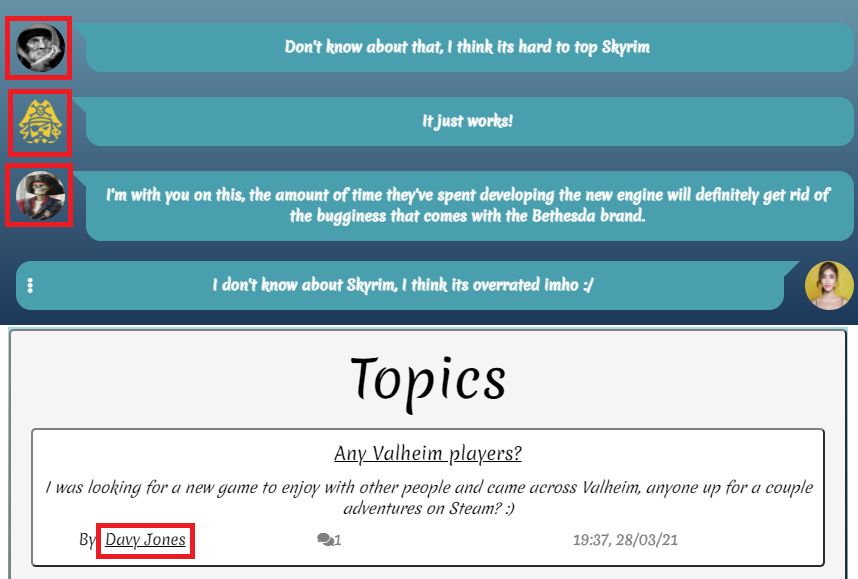 Don't know about that, I think its hard to top Skyrim
It just works!
I'm with you on this, the amount of time they've spent developing the new engine will definitely get rid of
the bugginess that comes with the Bethesda brand.
I don't know about Skyrim, I think its overrated imho :/
Topics
Any Valheim players?
I was looking for a new game to enjoy with other people and came across Valheim, anyone up for a couple
adventures on Steam? :)
By Davy Jones 1 19:37, 28/03/21